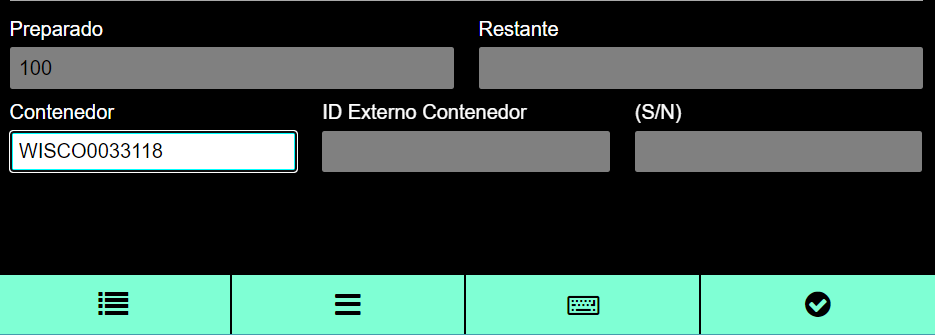 Preparado Restante
100
Contenedor ID Externo Contenedor (S/N)
WISCO0033118